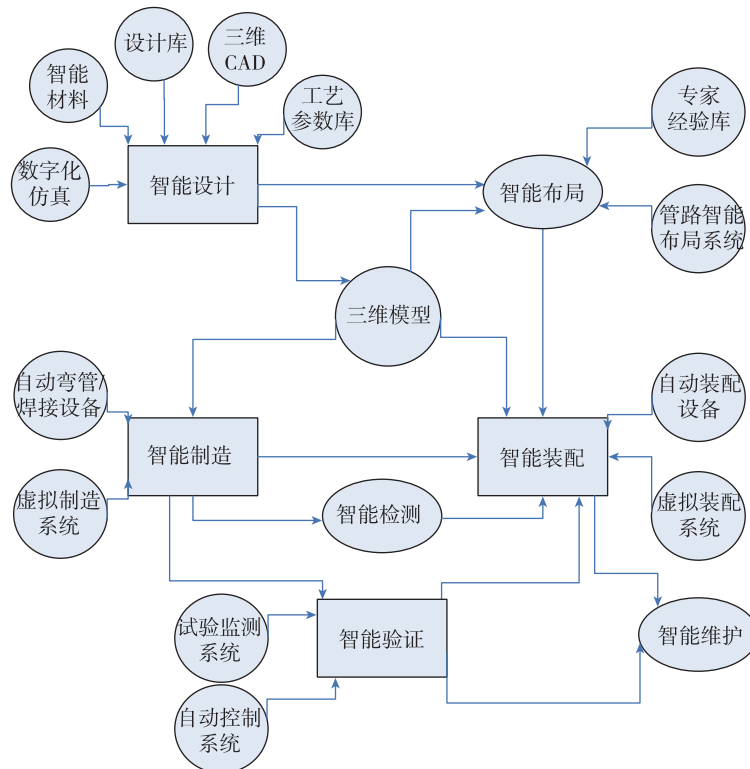 设计库
三维
CAD
智能
材料
工艺
参数库
专家
经验库
数字化
仿真
智能设计
智能布局
管路智能
布局系统
三维模型
自动弯管/
焊接设备
自动装配
设备
智能制造
智能装配
虚拟制造
系统
智能检测
虚拟装配
系统
试验监测
系统
智能验证
智能维护
自动控制
系统